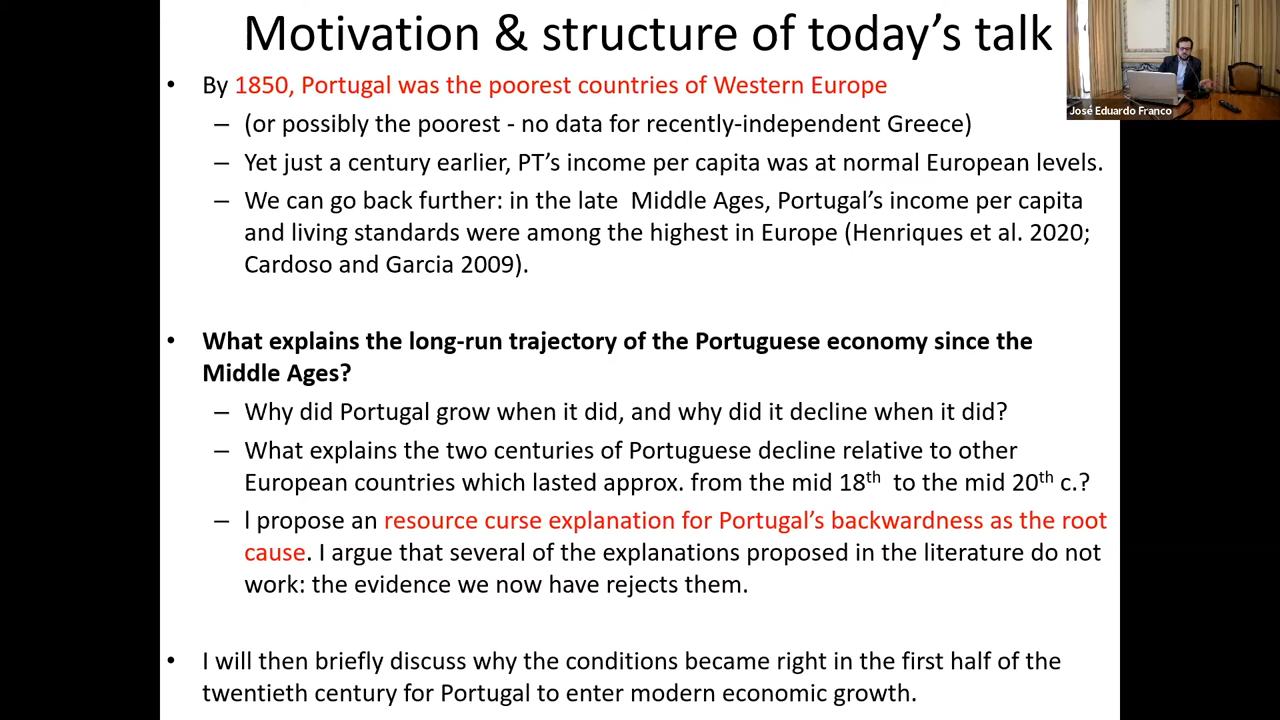 Motivation & structure of today's talk
José Eduardo Franco
• By 1850, Portugal was the poorest countries of Western Europe
– (or possibly the poorest - no data for recently-independent Greece)
– Yet just a century earlier, PT's income per capita was at normal European levels.
– We can go back further: in the late Middle Ages, Portugal's income per capita
and living standards were among the highest in Europe (Henriques et al. 2020;
Cardoso and Garcia 2009).
• What explains the long-run trajectory of the Portuguese economy since the
Middle Ages?
– Why did Portugal grow when it did, and why did it decline when it did?
– What explains the two centuries of Portuguese decline relative to other
European countries which lasted approx. from the mid 18th to the mid 20th c.?
– I propose an resource curse explanation for Portugal's backwardness as the root
cause. I argue that several of the explanations proposed in the literature do not
work: the evidence we now have rejects them.
• I will then briefly discuss why the conditions became right in the first half of the
twentieth century for Portugal to enter modern economic growth.